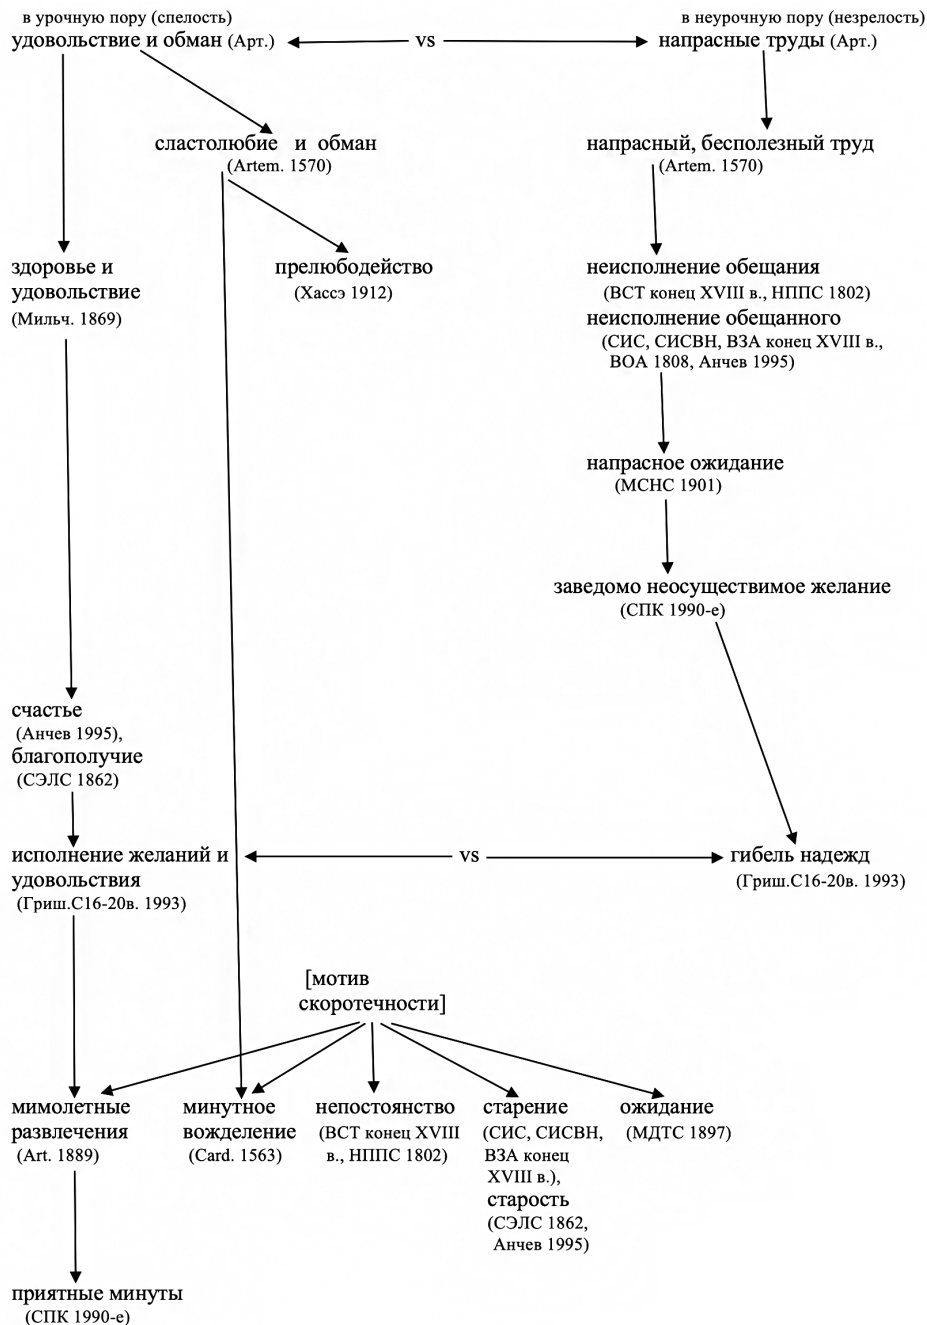 в урочную пору (спелость)
удовольствие и обман (Арт.)
vs
в неурочную пору (незрелость)
напрасные труды (Арт.)
сластолюбие и обман
(Artem. 1570)
напрасный, бесполезный труд
(Artem. 1570)
здоровье и
удовольствие
(Мильч. 1869)
прелюбодейство
(Хассэ 1912)
неисполнение обещания
(ВСТ конец XVIII в., НППС 1802)
неисполнение обещанного
(СИС, СИСВН, ВЗА конец XVIII в.,
ВОА 1808, Анчев 1995)
напрасное ожидание
(МСНС 1901)
заведомо неосуществимое желание
(СПК 1990-е)
счастье
(Анчев 1995),
благополучие
(СЭЛС 1862)
исполнение желаний и
удовольствия
(Гриш.С16-20в. 1993)
vs
гибель надежд
(Гриш.С16-20в. 1993)
[мотив
скоротечности]
мимолетные
развлечения
(Art. 1889)
минутное
вожделение
(Card. 1563)
непостоянство
(ВСТ конец XVIII
в., НППС 1802)
старение
(СИС, СИСВН,
ВЗА конец
XVIII в.),
старость
(СЭЛС 1862,
Анчев 1995)
ожидание
(МДТС 1897)
приятные минуты
(СПК 1990-е)